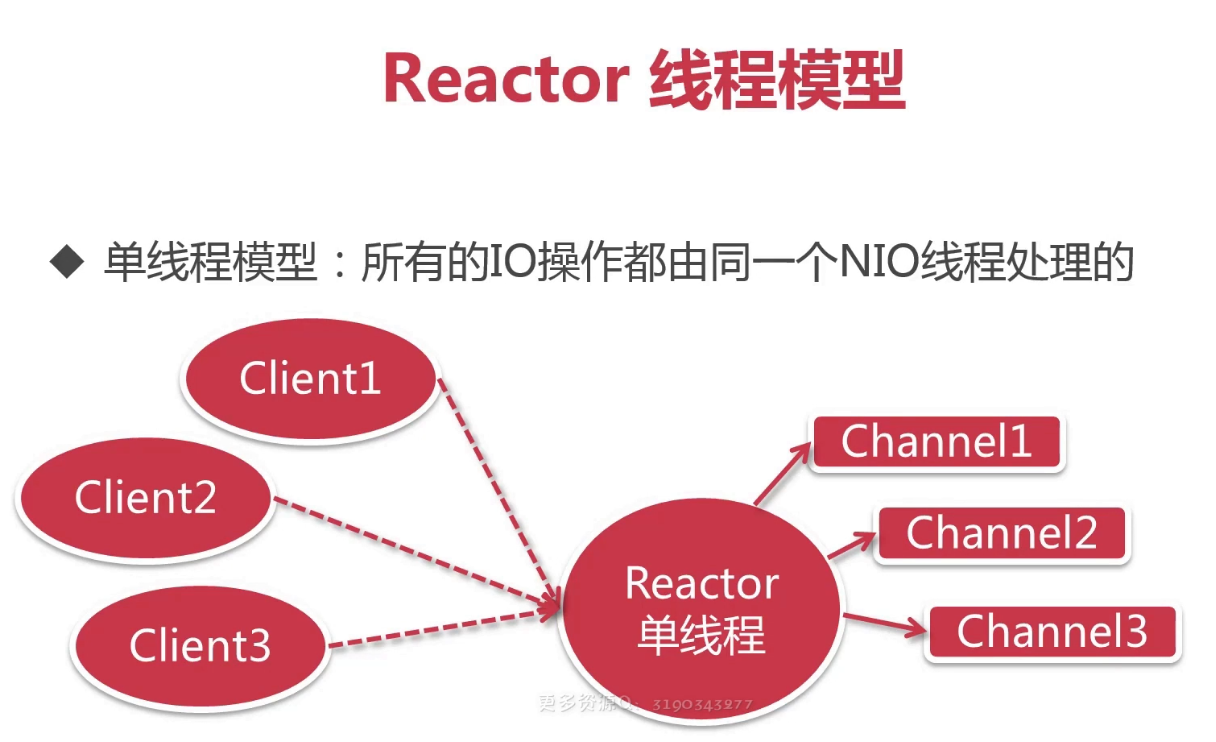 Reactor 线程模型
◆ 单线程模型：所有的IO操作都由同一个NIO线程处理的
Client1
Client2
Client3
Reactor
单线程
Channel1
Channel2
Channel3
更多资源Q: 3190343277